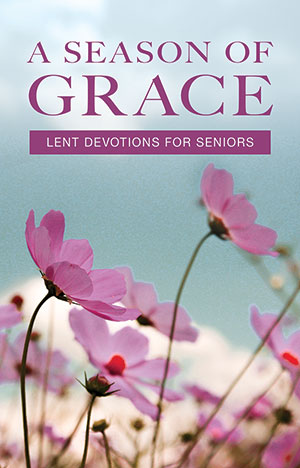 A SEASON OF
GRACE
LENT DEVOTIONS FOR SENIORS